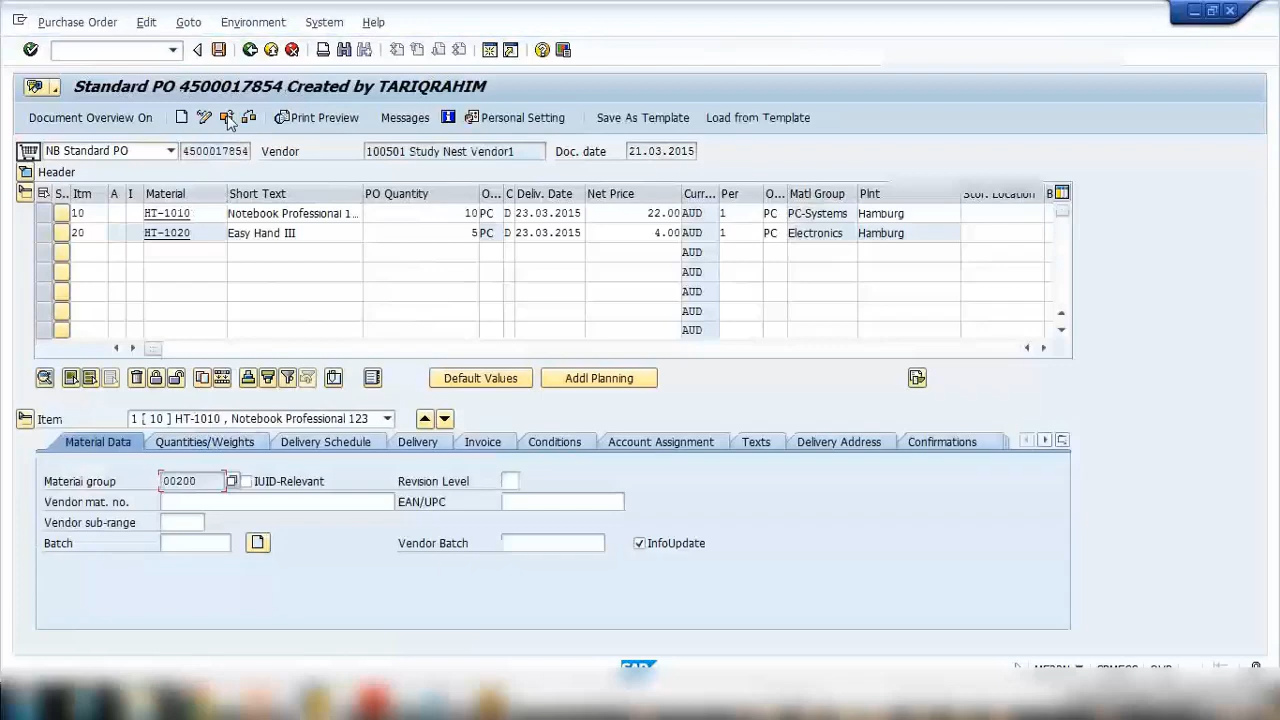 Purchase Order Edit Goto Environment System Help
Standard PO 4500017854 Created by TARIQRAHIM
Document Overview On Print Preview Messages Personal Setting Save As Template Load from Template
NB Standard PO 4500017854 Vendor 100501 Study Nest Vendor1 Doc. date 21.03.2015
Header
S.. Itm A I Material Short Text PO Quantity O... C Deliv. Date Net Price Curr... Per O... Matl Group Plnt Stor. Location B
10 HT-1010 Notebook Professional 1... 10 PC D 23.03.2015 22.00 AUD 1 PC PC-Systems Hamburg
20 HT-1020 Easy Hand III 5 PC D 23.03.2015 4.00 AUD 1 PC Electronics Hamburg
AUD
AUD
AUD
AUD
AUD
Default Values Addl Planning
Item 1 [ 10 ] HT-1010 , Notebook Professional 123
Material Data Quantities/Weights Delivery Schedule Delivery Invoice Conditions Account Assignment Texts Delivery Address Confirmations
Material group 00200 IUID-Relevant Revision Level
Vendor mat. no. EAN/UPC
Vendor sub-range
Batch Vendor Batch InfoUpdate
SAP